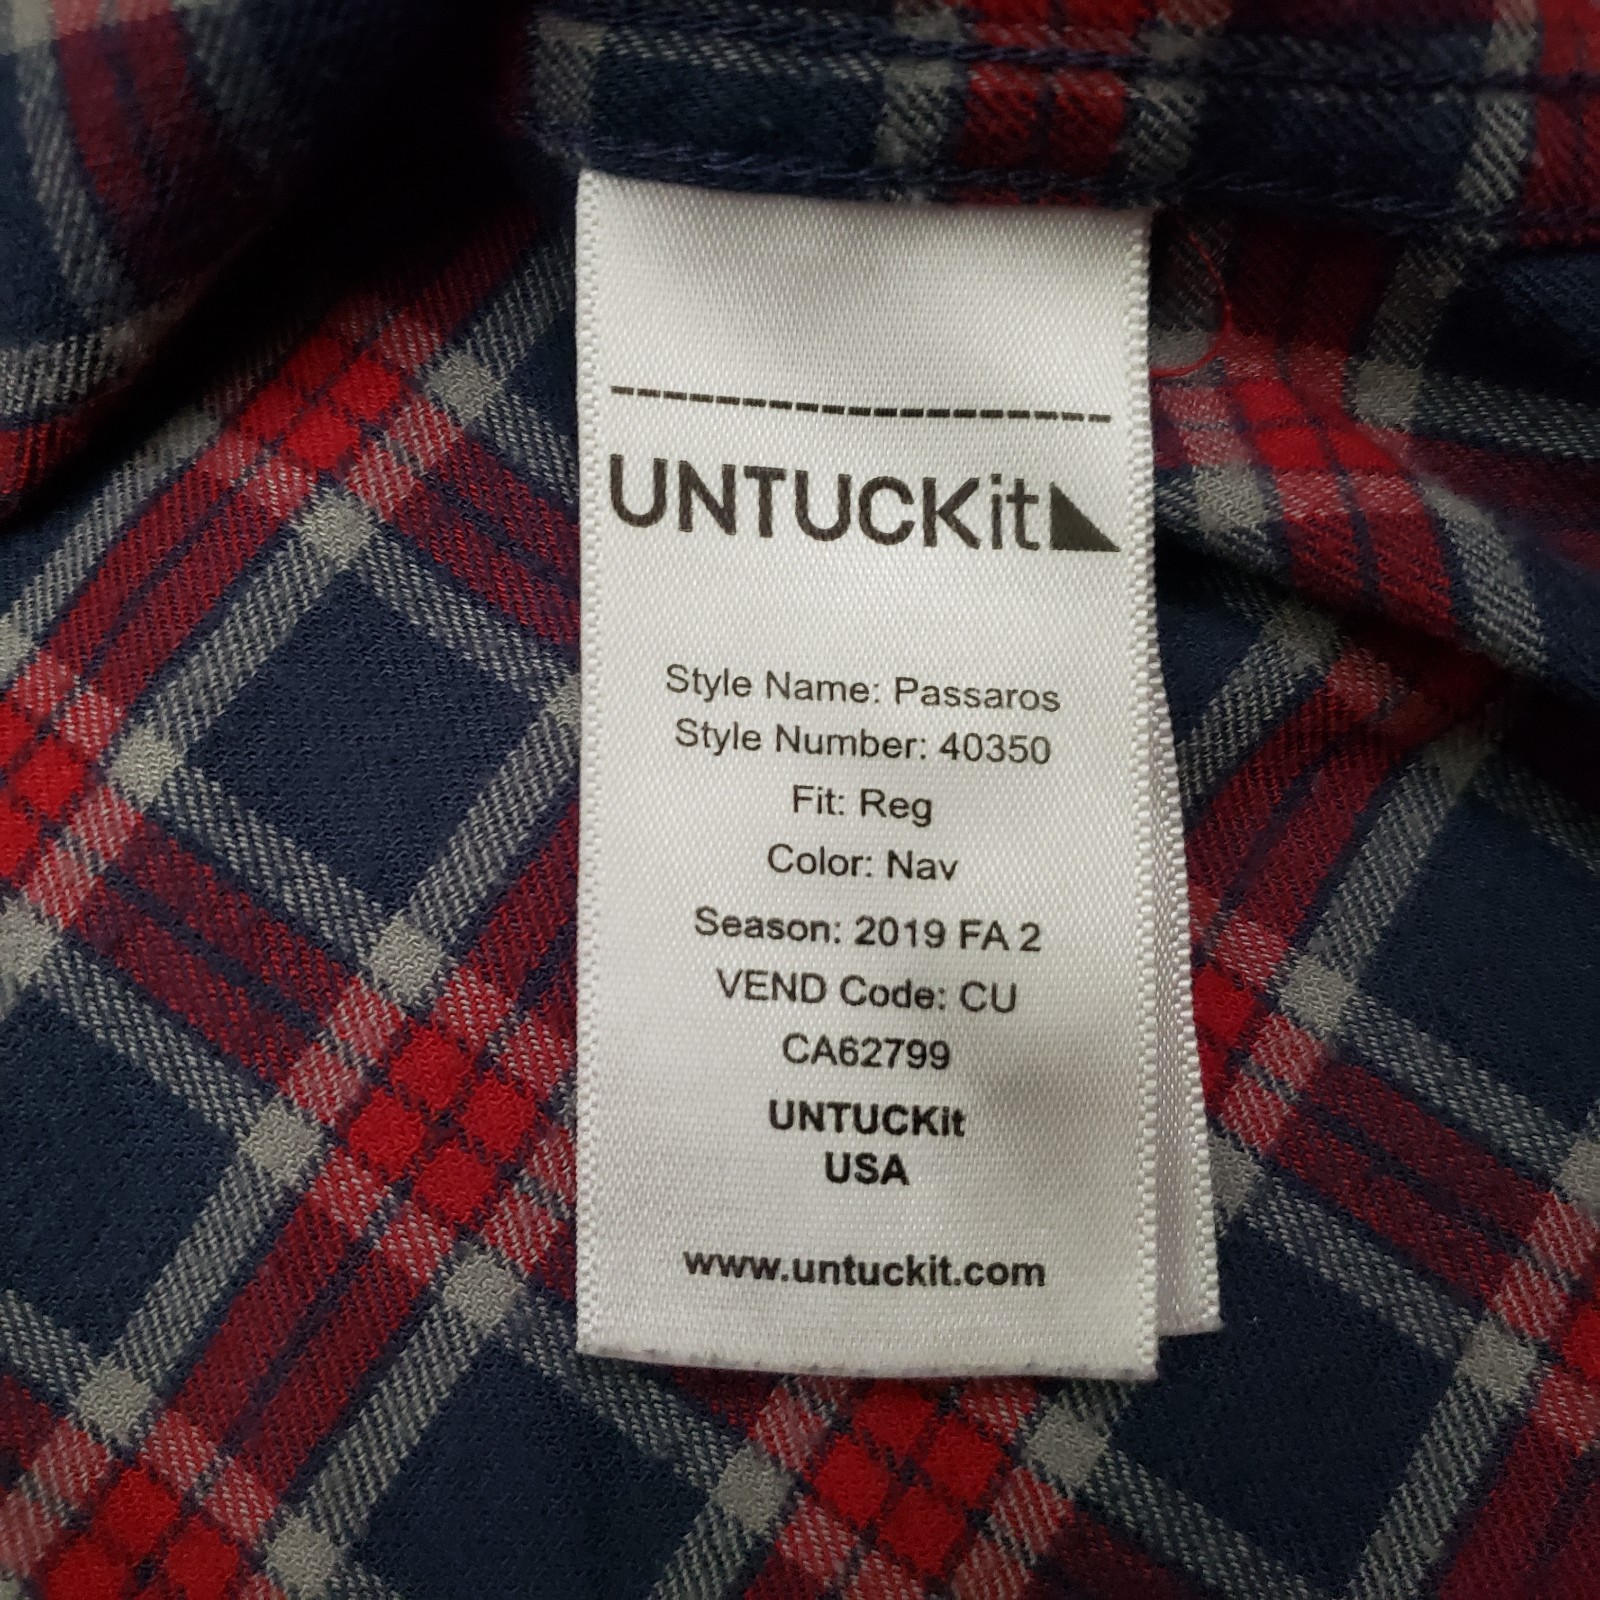 UNTUCKit
Style Name: Passaros
Style Number: 40350
Fit: Reg
Color: Nav
Season: 2019 FA 2
VEND Code: CU
CA62799
UNTUCKit
USA
www.untuckit.com